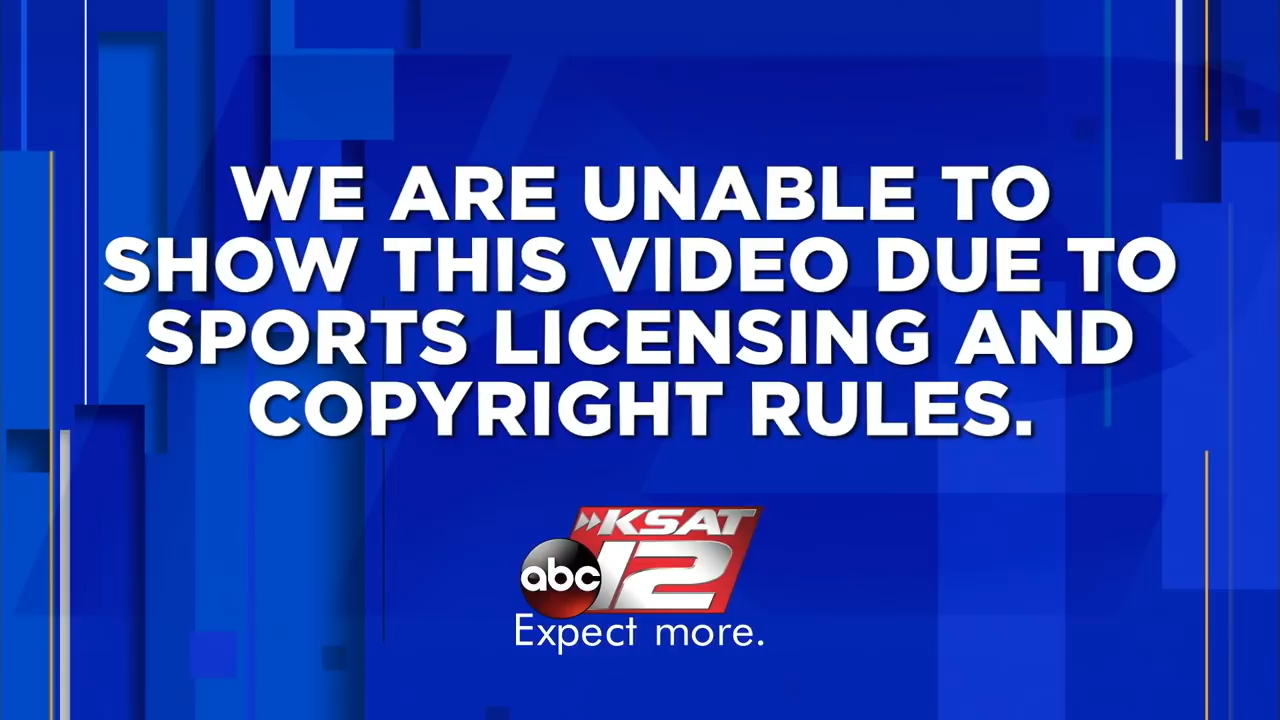 WE ARE UNABLE TO
SHOW THIS VIDEO DUE TO
SPORTS LICENSING AND
COPYRIGHT RULES.
KSAT
abc 12
Expect more.